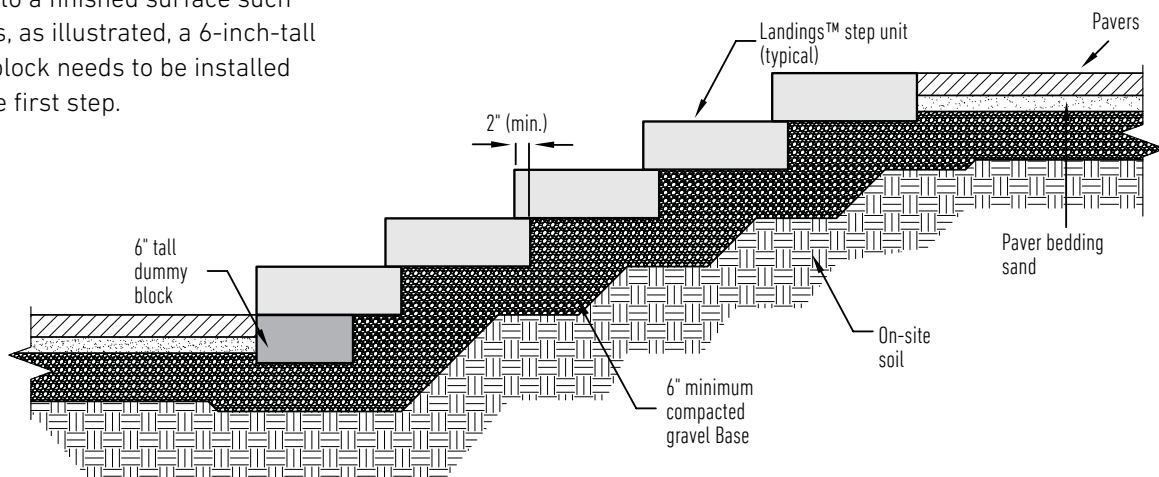 to a finished surface such
s, as illustrated, a 6-inch-tall
block needs to be installed
e first step.
Landings™ step unit
(typical)
Pavers
2" (min.)
6" tall
dummy
block
Paver bedding
sand
On-site
soil
6" minimum
compacted
gravel Base